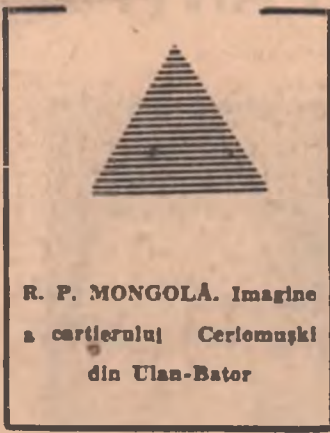 R. P. MONGOLĂ. Imagine
a cartierului Ceriomușki
din Ulan-Bator